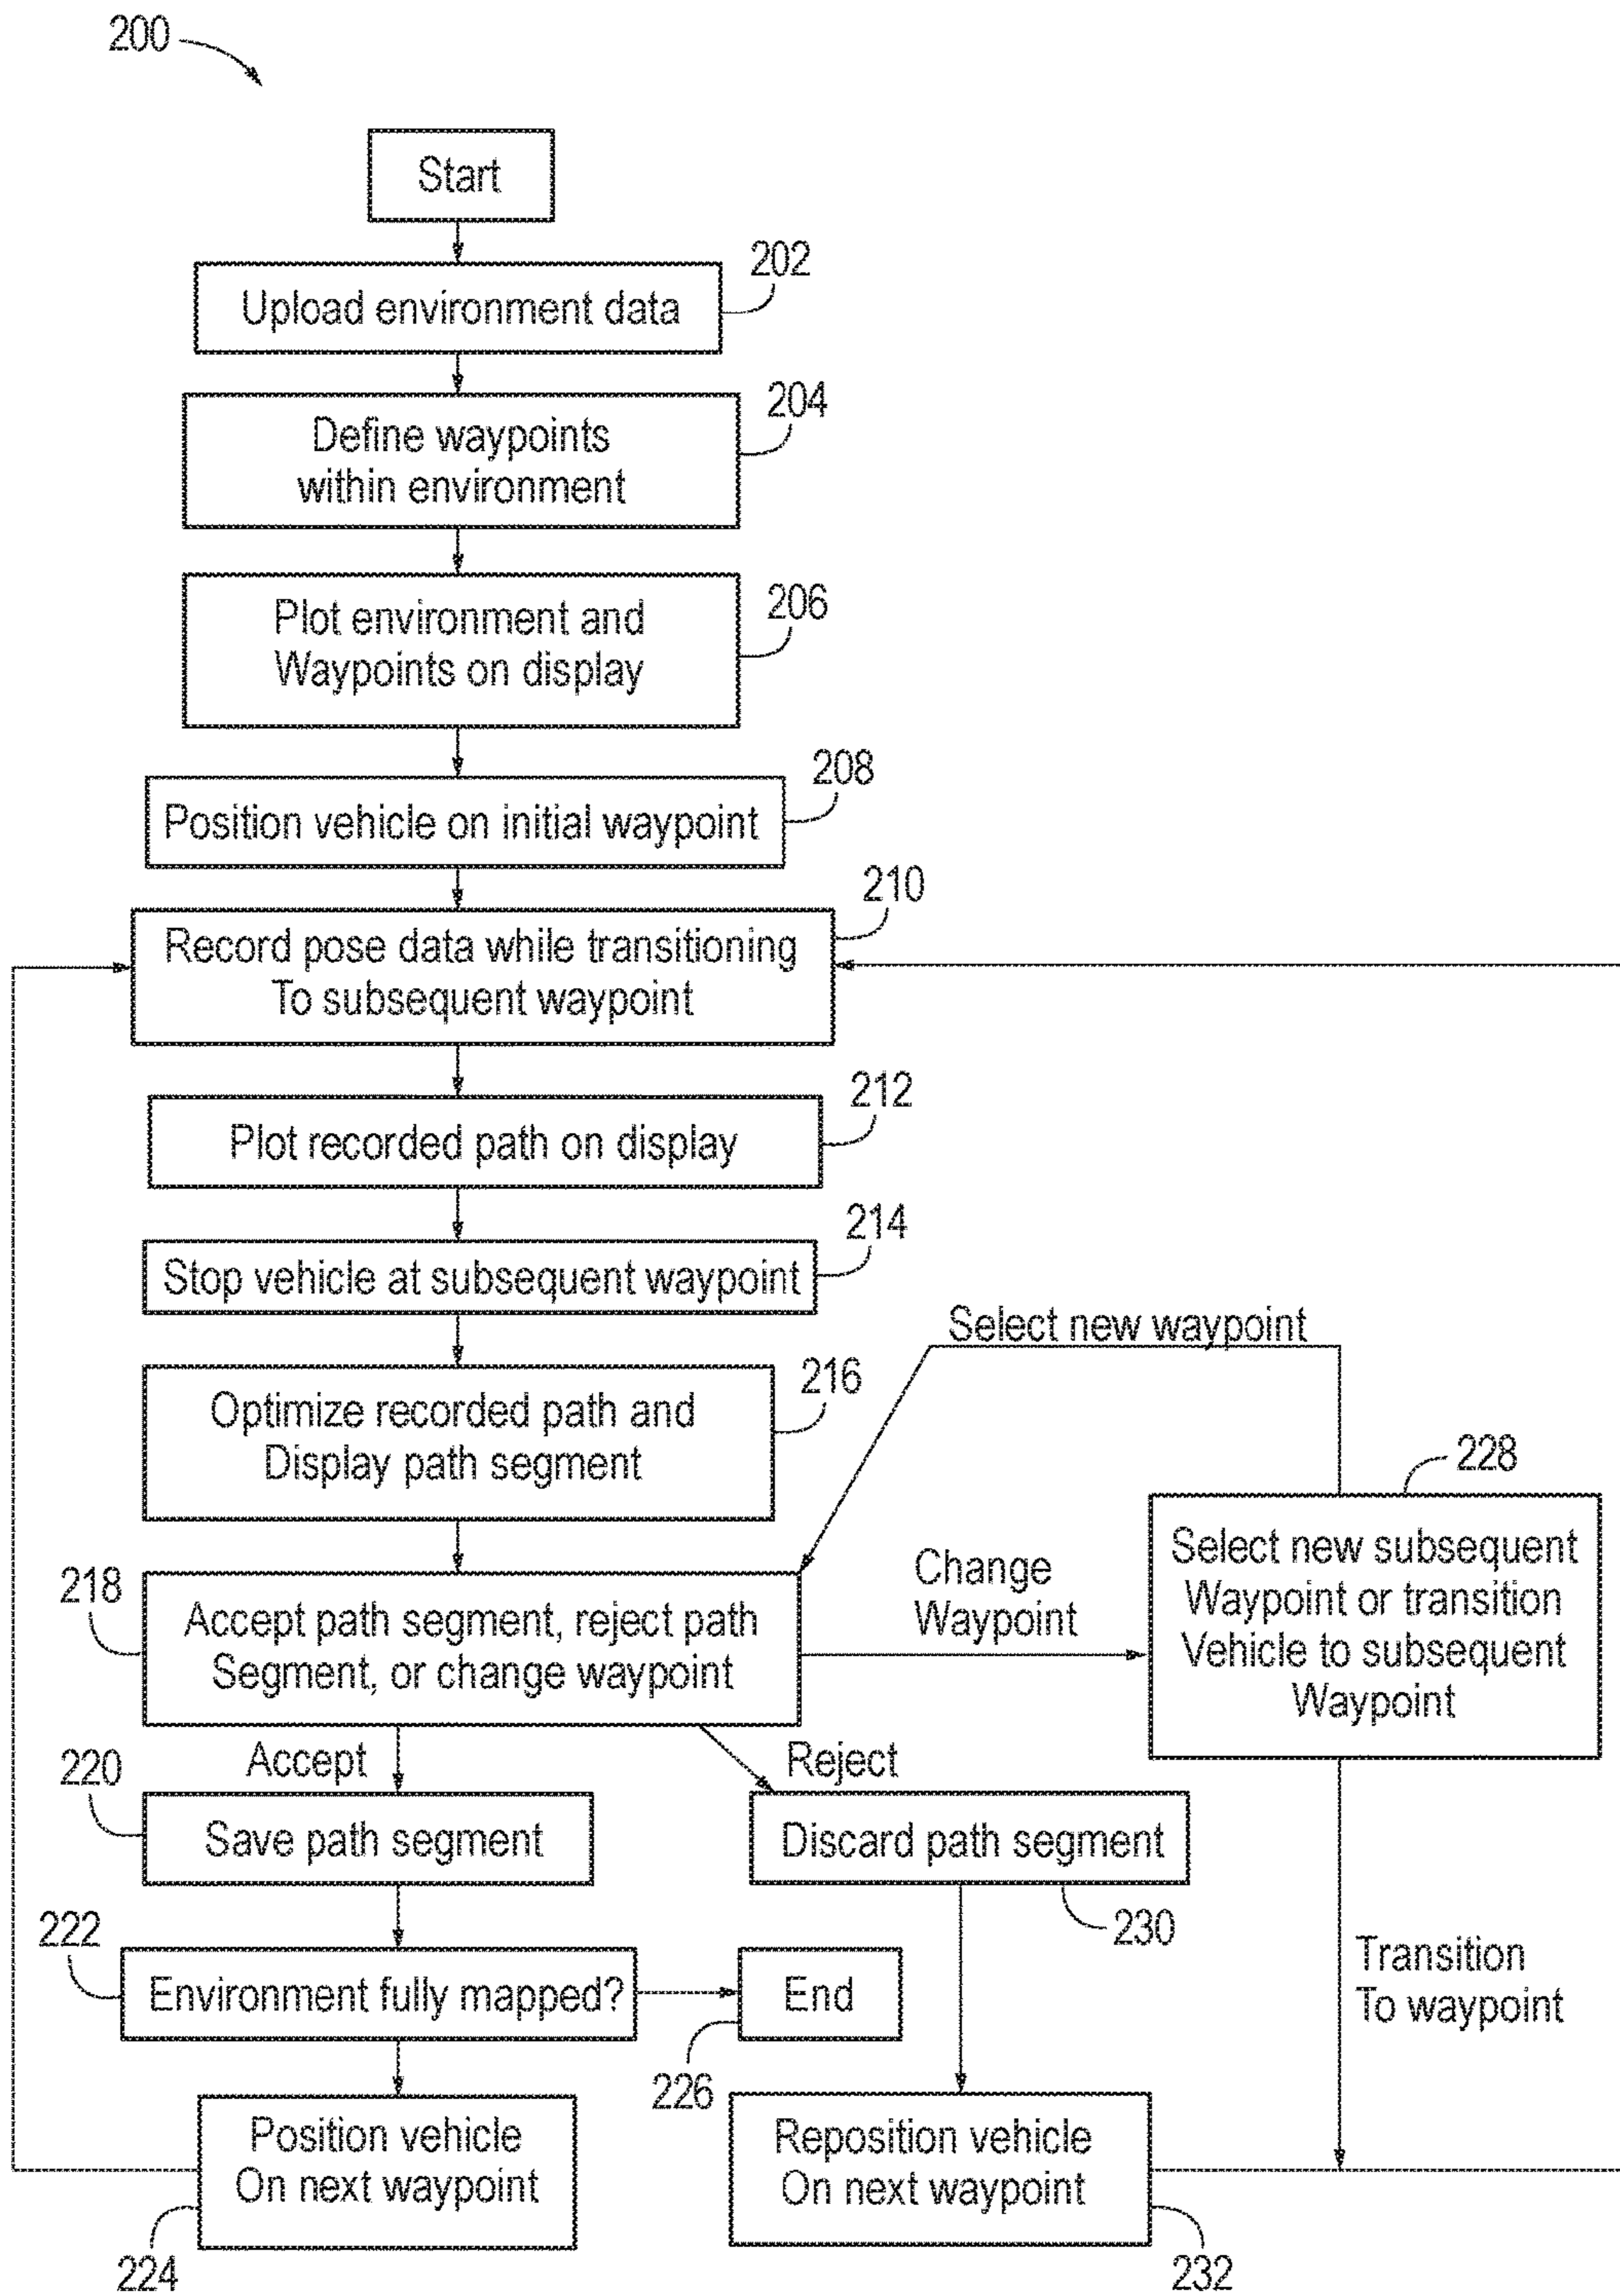 200
Start
202
Upload environment data
204
Define waypoints
within environment
206
Plot environment and
Waypoints on display
208
Position vehicle on initial waypoint
210
Record pose data while transitioning
To subsequent waypoint
212
Plot recorded path on display
214
Stop vehicle at subsequent waypoint
Select new waypoint
216
Optimize recorded path and
Display path segment
228
Select new subsequent
Waypoint or transition
Vehicle to subsequent
Waypoint
Change
Waypoint
218
Accept path segment, reject path
Segment, or change waypoint
Accept
Reject
220
Save path segment
Discard path segment
230
222
Environment fully mapped?
End
226
Transition
To waypoint
Position vehicle
On next waypoint
224
Reposition vehicle
On next waypoint
232